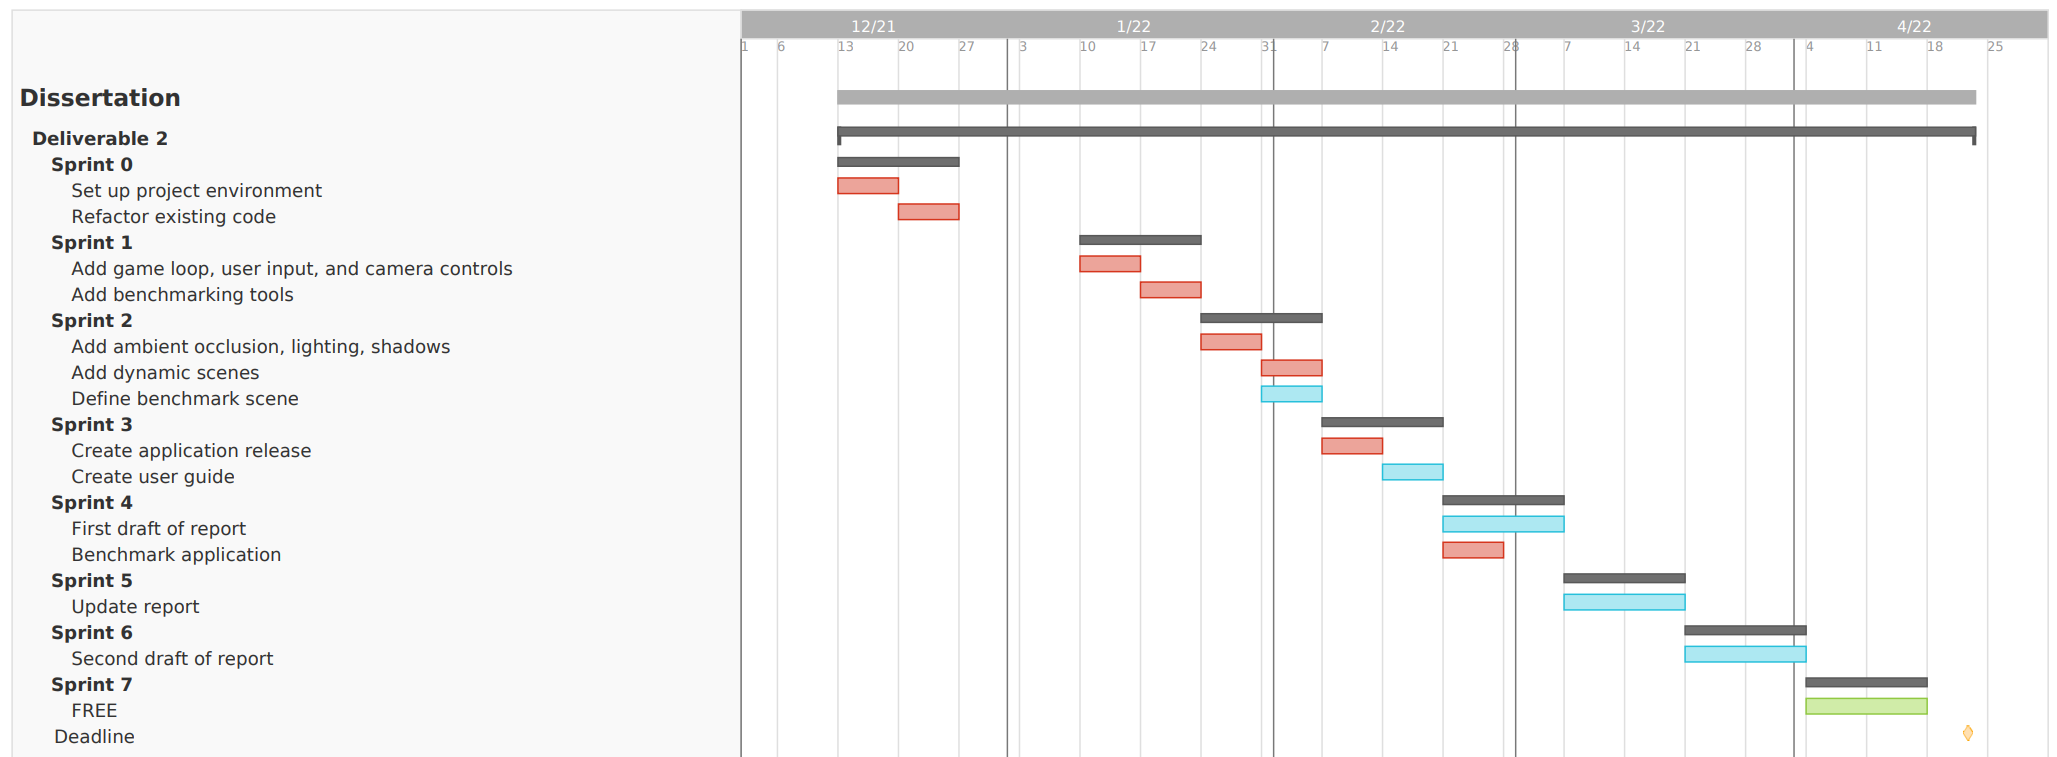 12/21 1/22 2/22 3/22 4/22
1 6 13 20 27 3 10 17 24 31 7 14 21 28 7 14 21 28 4 11 18 25
Dissertation
Deliverable 2
Sprint 0
Set up project environment
Refactor existing code
Sprint 1
Add game loop, user input, and camera controls
Add benchmarking tools
Sprint 2
Add ambient occlusion, lighting, shadows
Add dynamic scenes
Define benchmark scene
Sprint 3
Create application release
Create user guide
Sprint 4
First draft of report
Benchmark application
Sprint 5
Update report
Sprint 6
Second draft of report
Sprint 7
FREE
Deadline